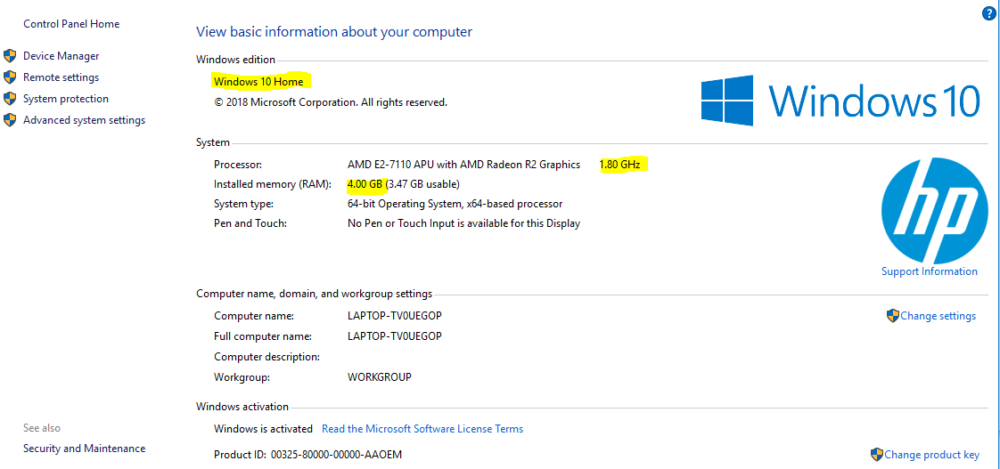 Control Panel Home
Device Manager
Remote settings
System protection
Advanced system settings
?
View basic information about your computer
Windows edition
Windows 10 Home
© 2018 Microsoft Corporation. All rights reserved.
Windows 10
System
Processor: AMD E2-7110 APU with AMD Radeon R2 Graphics 1.80 GHz
Installed memory (RAM): 4.00 GB (3.47 GB usable)
System type: 64-bit Operating System, x64-based processor
Pen and Touch: No Pen or Touch Input is available for this Display
hp
Support Information
Computer name, domain, and workgroup settings
Computer name: LAPTOP-TV0UEGOP
Change settings
Full computer name: LAPTOP-TV0UEGOP
Computer description:
Workgroup: WORKGROUP
Windows activation
Windows is activated Read the Microsoft Software License Terms
Product ID: 00325-80000-00000-AAOEM
Change product key
See also
Security and Maintenance